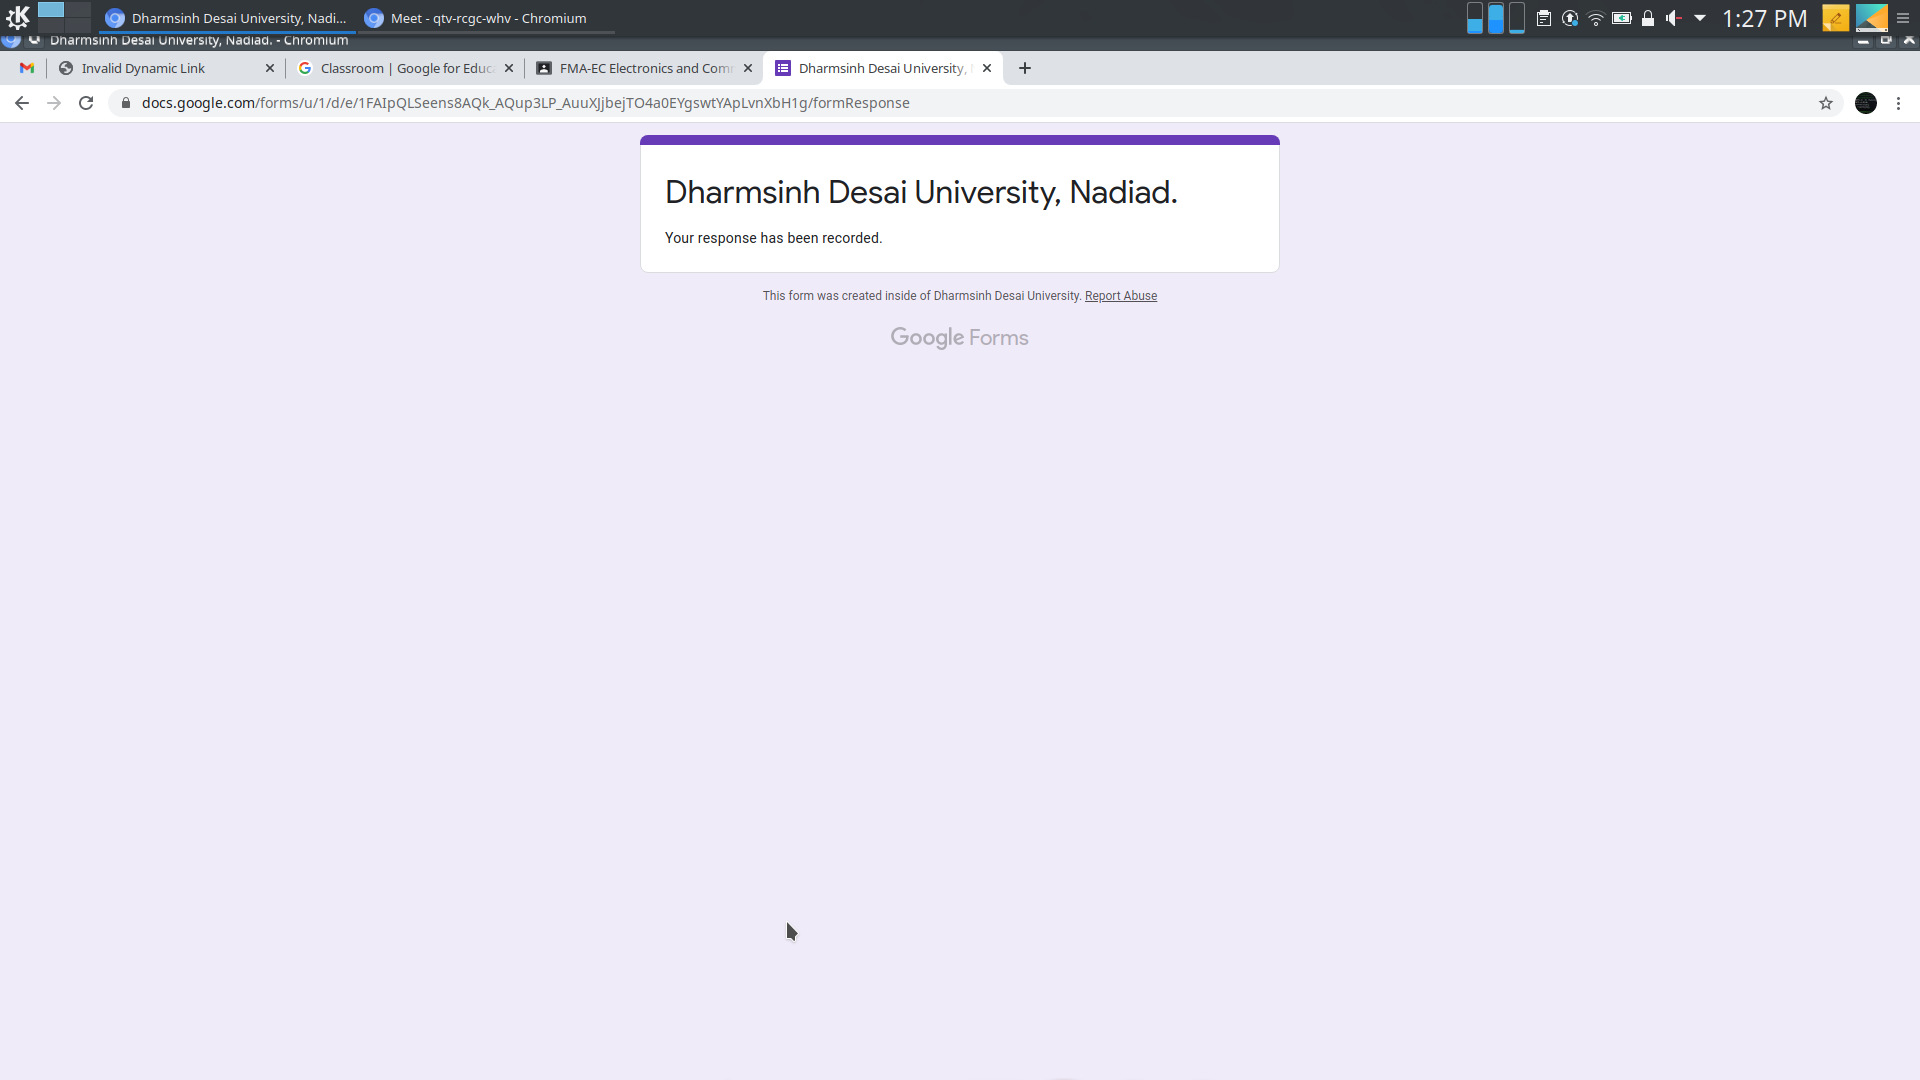 Dharmsinh Desai University, Nadi...
Meet - qtv-rcgc-whv - Chromium
1:27 PM
Dharmsinh Desai University, Nadiad. - Chromium
Invalid Dynamic Link
Classroom | Google for Educa
FMA-EC Electronics and Com
Dharmsinh Desai University,
docs.google.com/forms/u/1/d/e/1FAIpQLSeens8AQk_AQup3LP_AuuXJjbejTO4a0EYgswtYApLvnXbH1g/formResponse
Dharmsinh Desai University, Nadiad.
Your response has been recorded.
This form was created inside of Dharmsinh Desai University. Report Abuse
Google Forms